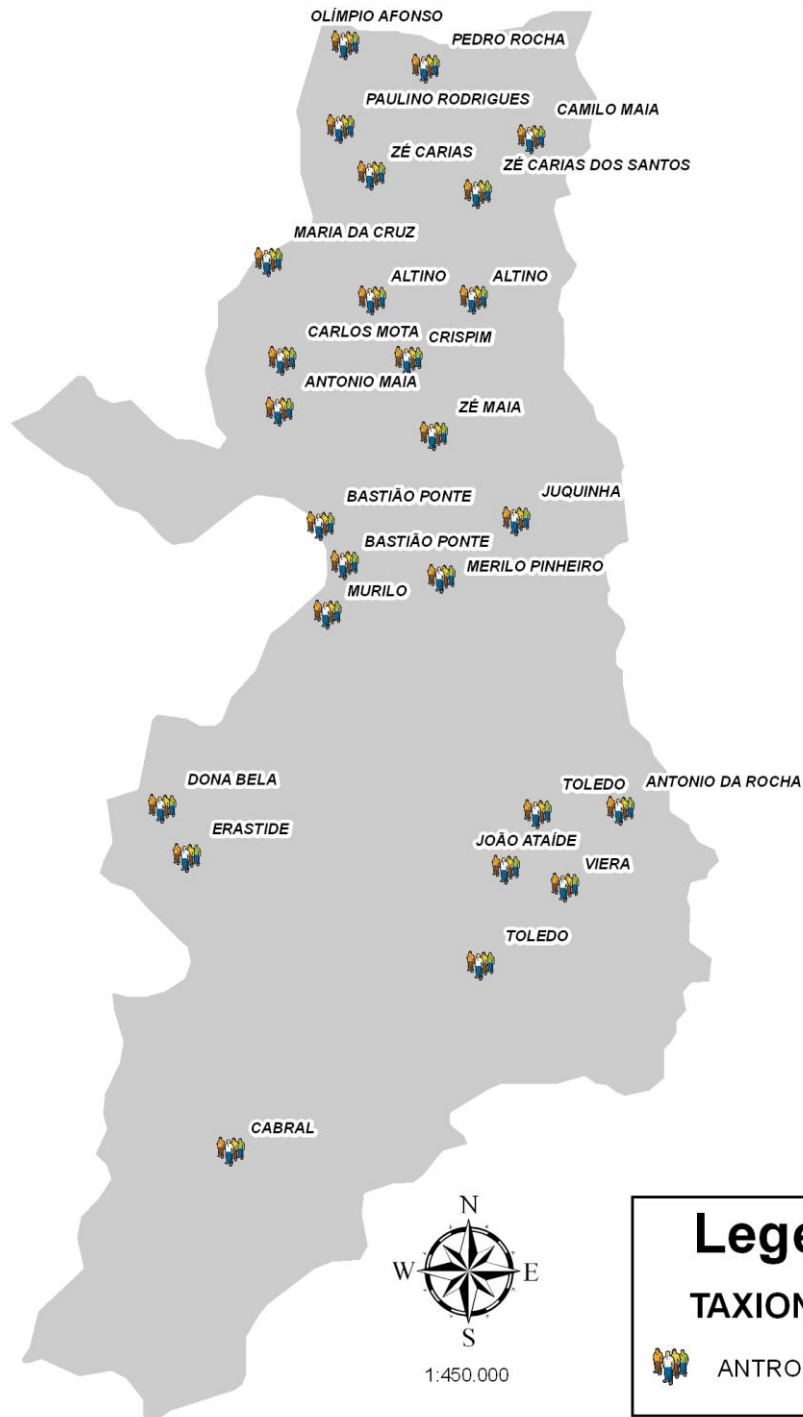 OLÍMPIO AFONSO
PEDRO ROCHA
PAULINO RODRIGUES
CAMILO MAIA
ZÉ CARIAS
ZÉ CARIAS DOS SANTOS
MARIA DA CRUZ
ALTINO
ALTINO
CARLOS MOTA
CRISPIM
ANTONIO MAIA
ZÉ MAIA
BASTIÃO PONTE
JUQUINHA
BASTIÃO PONTE
MERILO PINHEIRO
MURILO
DONA BELA
TOLEDO
ANTONIO DA ROCHA
ERASTIDE
JOÃO ATAÍDE
VIERA
TOLEDO
CABRAL
N
W
E
S
1:450.000